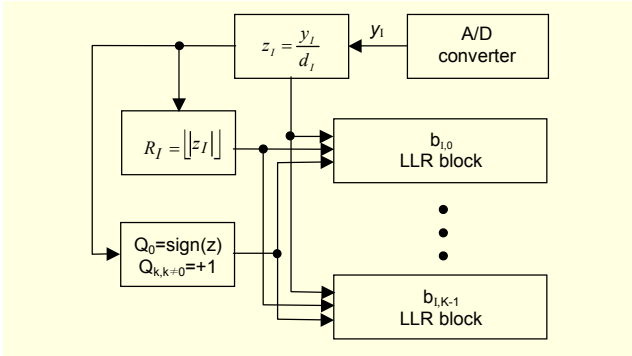 z_I = y_I / d_I
y_I
A/D
converter
R_I = ⌊|z_I|⌋
b_{I,0}
LLR block
Q_0=sign(z)
Q_{k,k≠0}=+1
b_{I,K-1}
LLR block